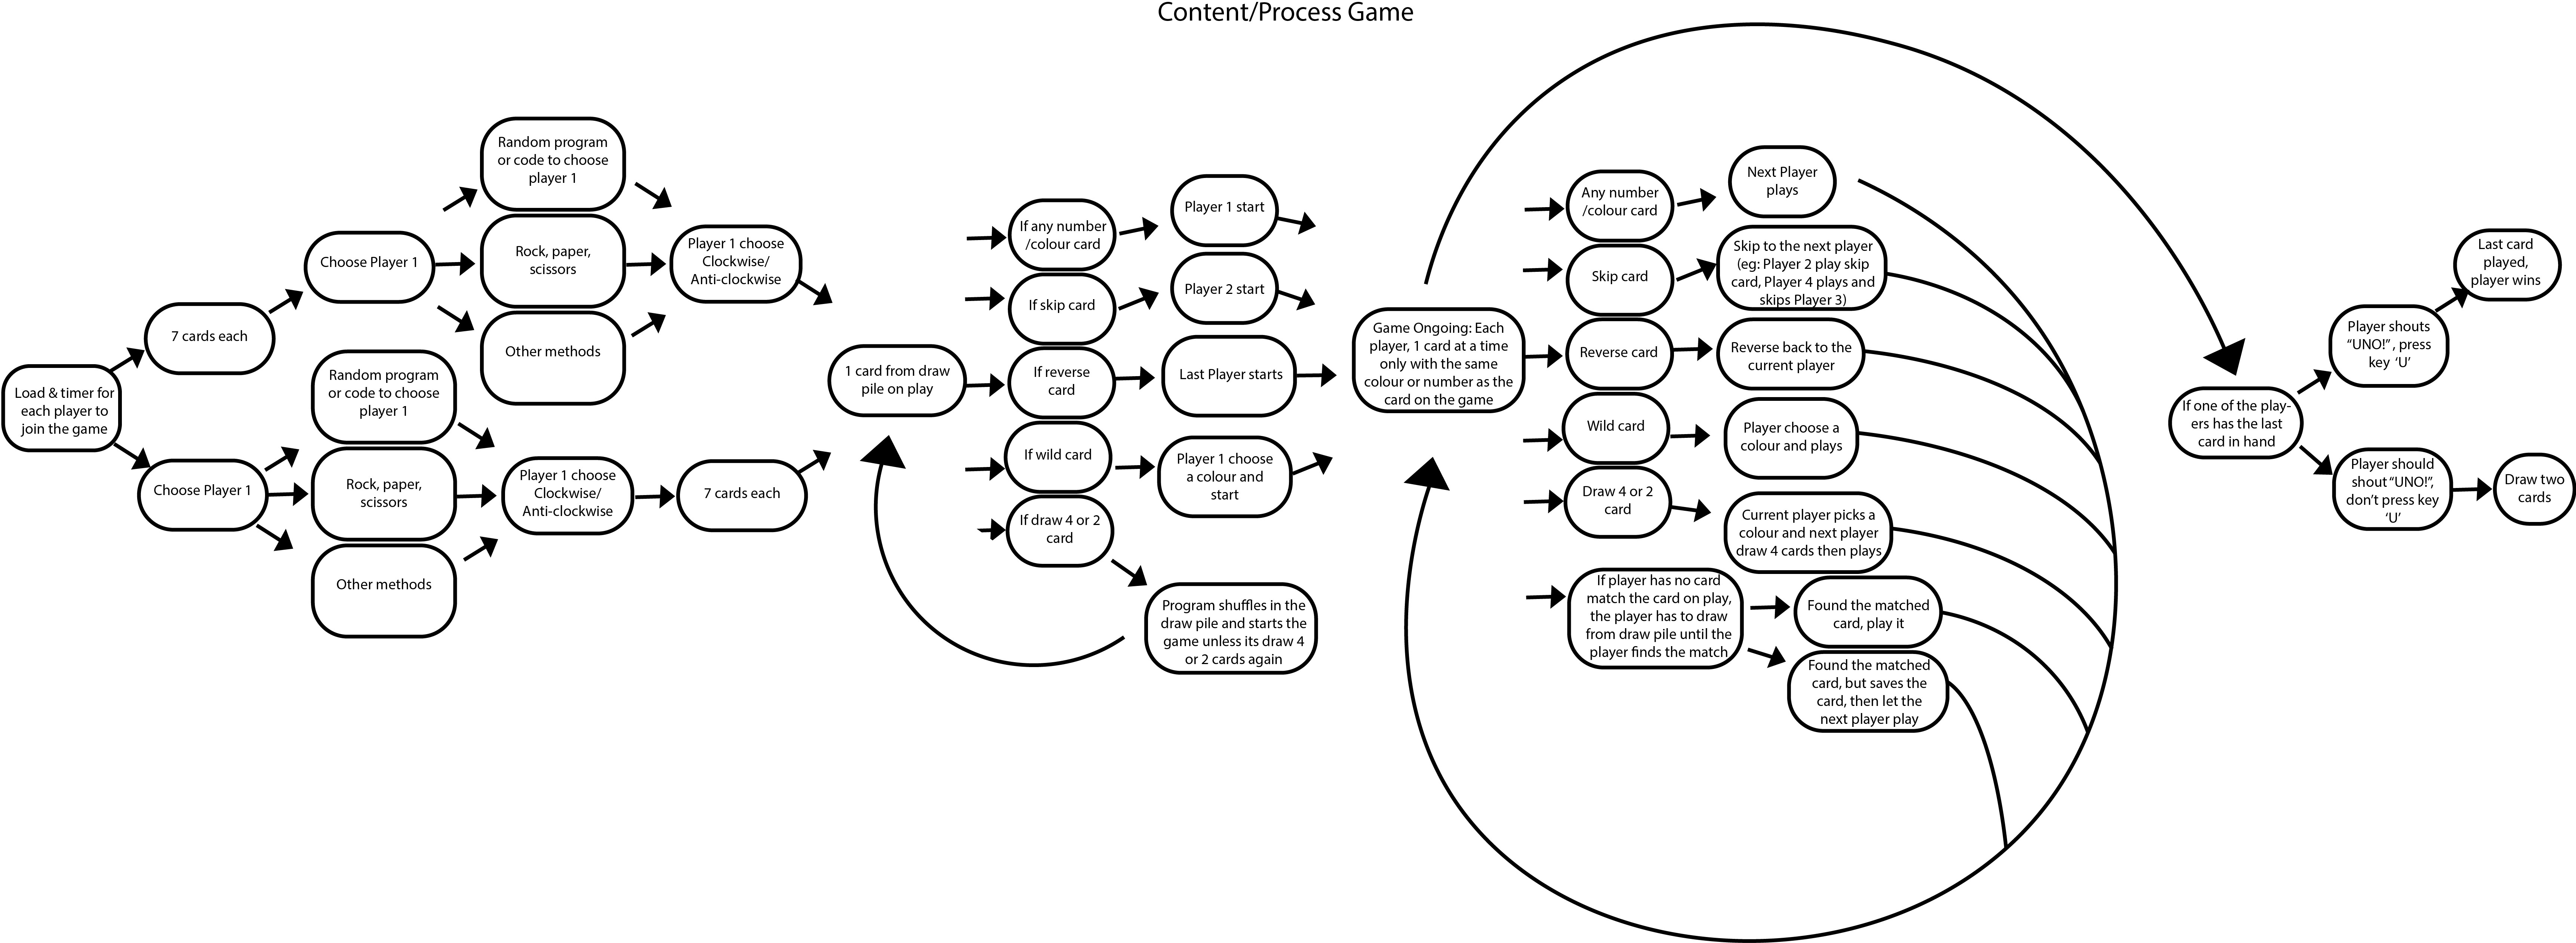 Content/Process Game
Load & timer for
each player to
join the game
7 cards each
Choose Player 1
Random program
or code to choose
player 1
Rock, paper,
scissors
Other methods
Player 1 choose
Clockwise/
Anti-clockwise
Choose Player 1
Random program
or code to choose
player 1
Rock, paper,
scissors
Other methods
Player 1 choose
Clockwise/
Anti-clockwise
7 cards each
1 card from draw
pile on play
If any number
/colour card
Player 1 start
If skip card
Player 2 start
If reverse
card
Last Player starts
If wild card
Player 1 choose
a colour and
start
If draw 4 or 2
card
Program shuffles in the
draw pile and starts the
game unless its draw 4
or 2 cards again
Game Ongoing: Each
player, 1 card at a time
only with the same
colour or number as the
card on the game
Any number
/colour card
Next Player
plays
Skip card
Skip to the next player
(eg: Player 2 play skip
card, Player 4 plays and
skips Player 3)
Reverse card
Reverse back to the
current player
Wild card
Player choose a
colour and plays
Draw 4 or 2
card
Current player picks a
colour and next player
draw 4 cards then plays
If player has no card
match the card on play,
the player has to draw
from draw pile until the
player finds the match
Found the matched
card, play it
Found the matched
card, but saves the
card, then let the
next player play
If one of the play-
ers has the last
card in hand
Player shouts
“UNO!” , press
key ‘U’
Last card
played,
player wins
Player should
shout “UNO!”,
don’t press key
‘U’
Draw two
cards